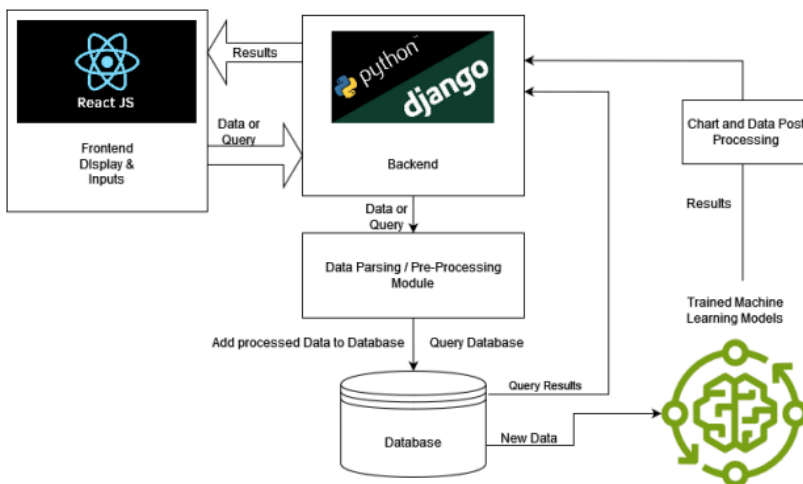 React JS
Frontend
Display &
Inputs
Results
Data or
Query
python
django
Backend
Data or
Query
Data Parsing / Pre-Processing
Module
Add processed Data to Database
Query Database
Database
Query Results
New Data
Chart and Data Post
Processing
Results
Trained Machine
Learning Models